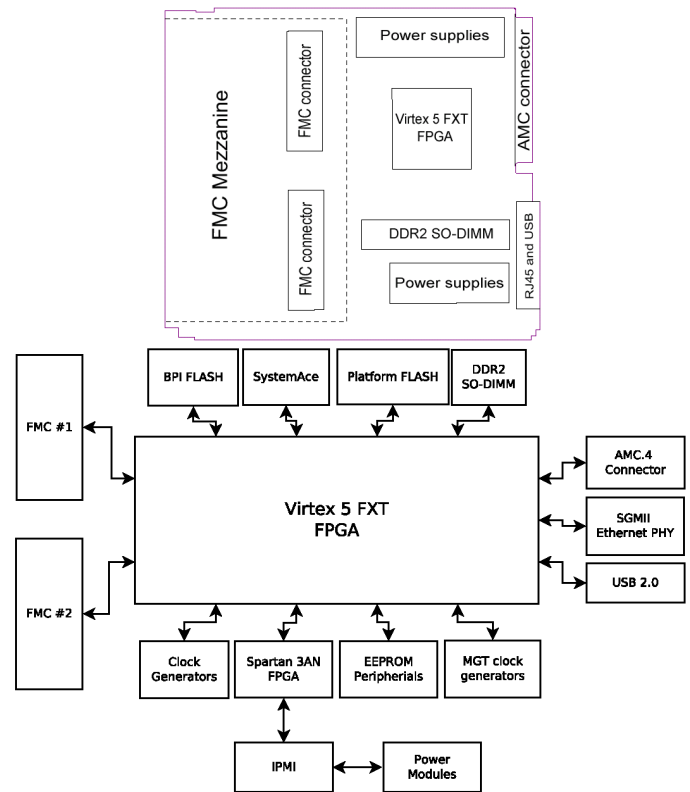 Power supplies
FMC connector
AMC connector
FMC Mezzanine
Virtex 5 FXT
FPGA
FMC connector
DDR2 SO-DIMM
RJ45 and USB
Power supplies
BPI FLASH
SystemAce
Platform FLASH
DDR2
SO-DIMM
FMC #1
AMC.4
Connector
Virtex 5 FXT
FPGA
SGMII
Ethernet PHY
USB 2.0
FMC #2
Clock
Generators
Spartan 3AN
FPGA
EEPROM
Peripherials
MGT clock
generators
IPMI
Power
Modules